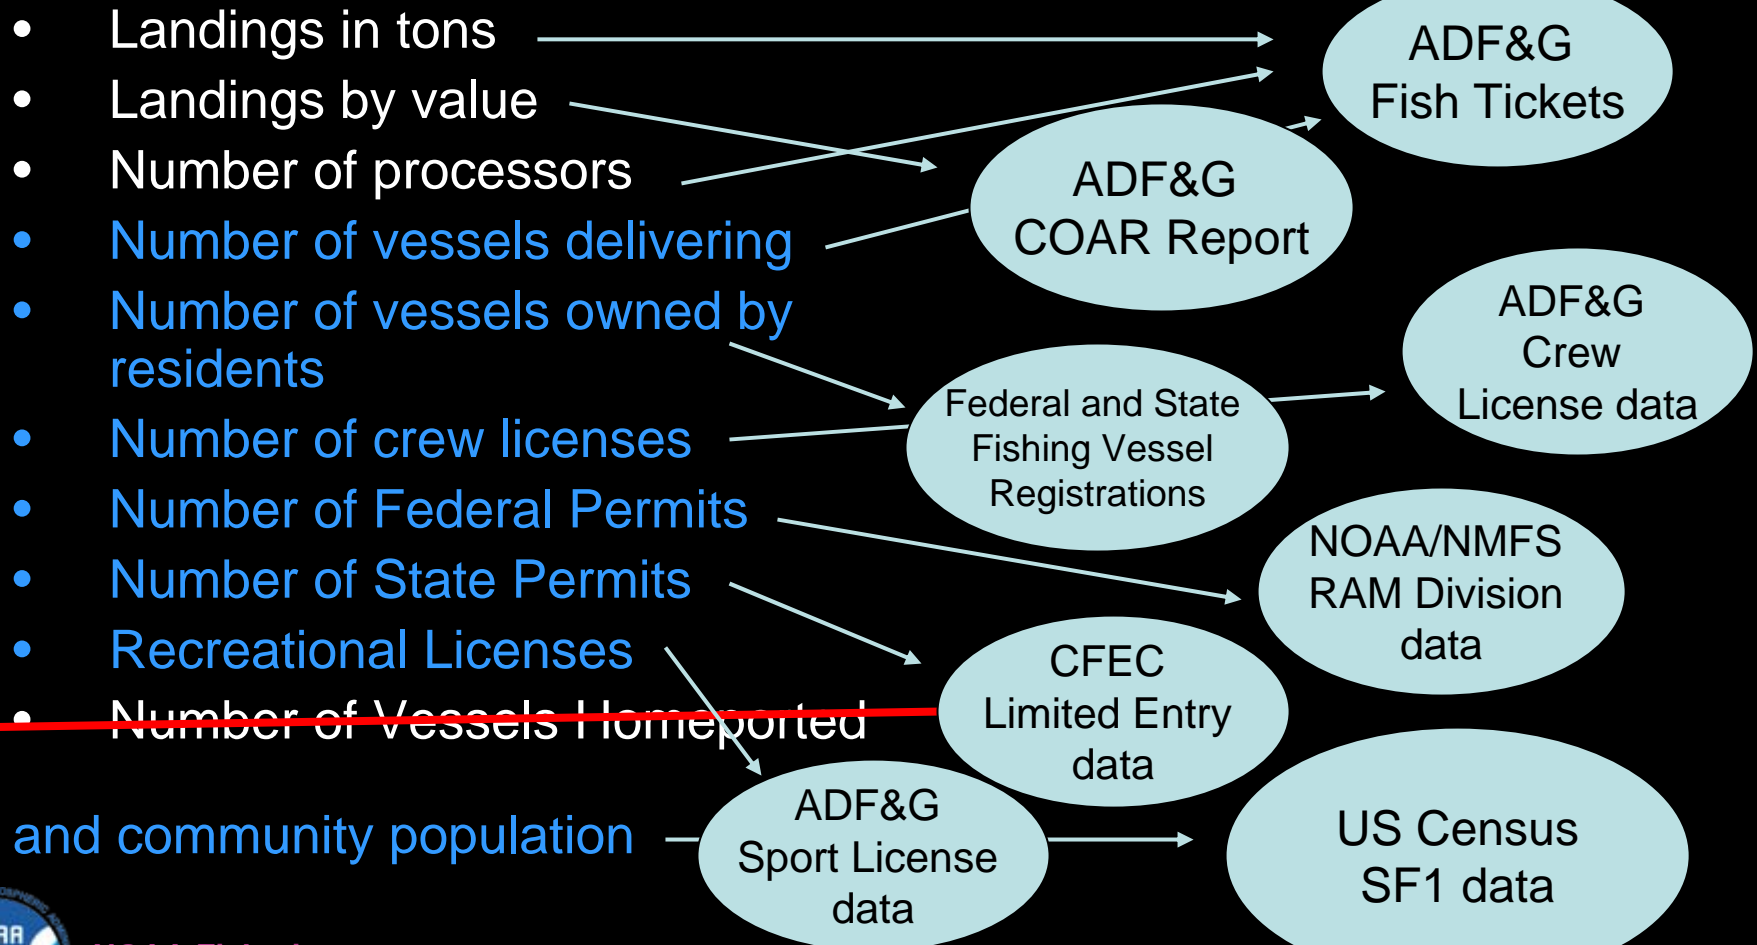 • Landings in tons
• Landings by value
• Number of processors
• Number of vessels delivering
• Number of vessels owned by
residents
• Number of crew licenses
• Number of Federal Permits
• Number of State Permits
• Recreational Licenses
• Number of Vessels Homeported
and community population
ADF&G
Fish Tickets
ADF&G
COAR Report
ADF&G
Crew
License data
Federal and State
Fishing Vessel
Registrations
NOAA/NMFS
RAM Division
data
CFEC
Limited Entry
data
ADF&G
Sport License
data
US Census
SF1 data